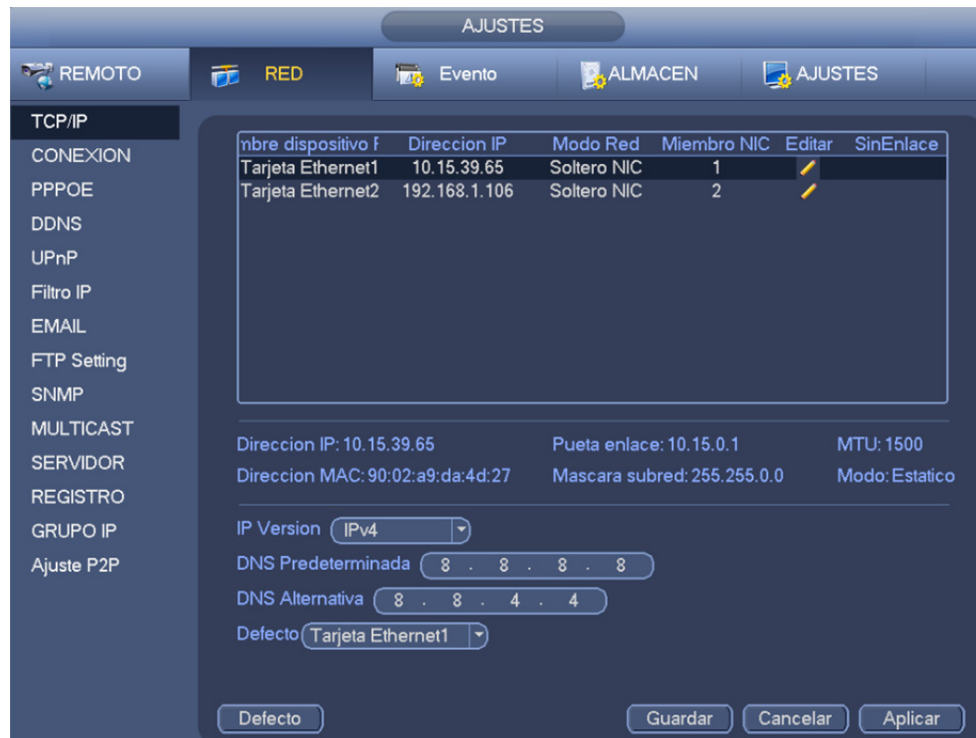 AJUSTES
REMOTO RED Evento ALMACEN AJUSTES
TCP/IP
CONEXION
PPPOE
DDNS
UPnP
Filtro IP
EMAIL
FTP Setting
SNMP
MULTICAST
SERVIDOR
REGISTRO
GRUPO IP
Ajuste P2P
mbre dispositivo F Direccion IP Modo Red Miembro NIC Editar SinEnlace
Tarjeta Ethernet1 10.15.39.65 Soltero NIC 1
Tarjeta Ethernet2 192.168.1.106 Soltero NIC 2
Direccion IP: 10.15.39.65 Pueta enlace: 10.15.0.1 MTU: 1500
Direccion MAC: 90:02:a9:da:4d:27 Mascara subred: 255.255.0.0 Modo: Estatico
IP Version IPv4
DNS Predeterminada 8 . 8 . 8 . 8
DNS Alternativa 8 . 8 . 4 . 4
Defecto Tarjeta Ethernet1
Defecto Guardar Cancelar Aplicar